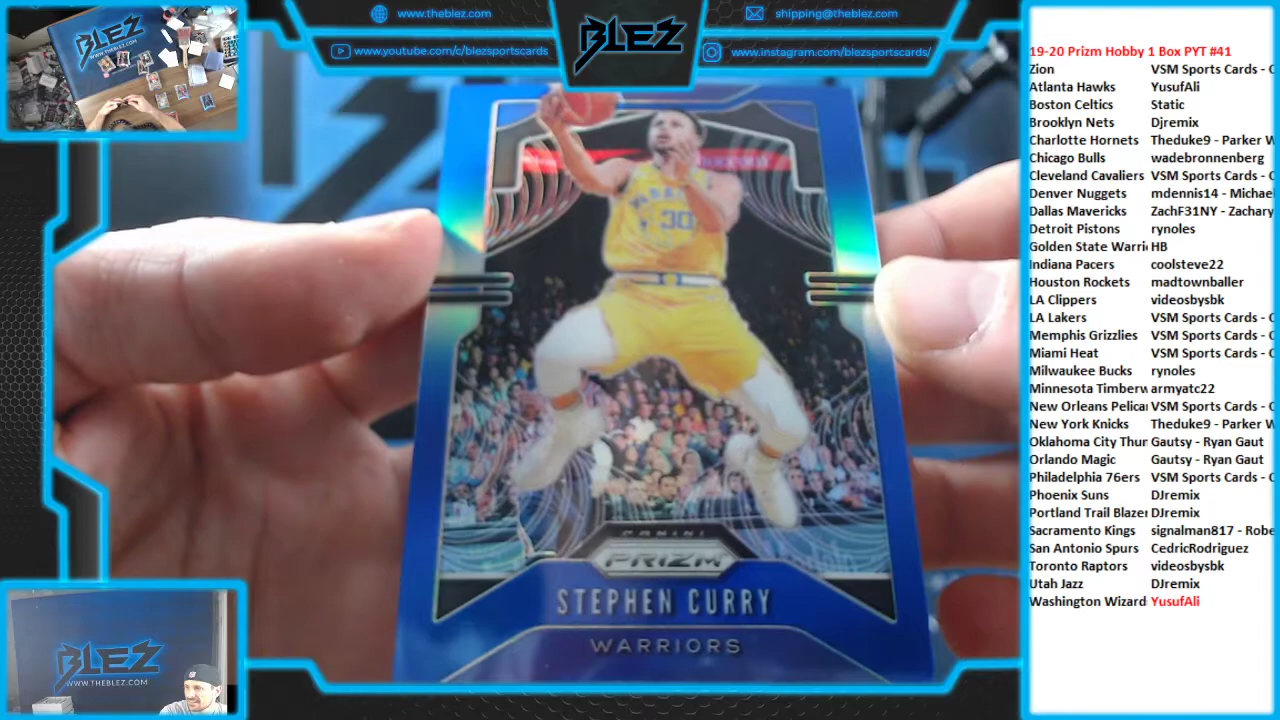 www.theblez.com
shipping@theblez.com
www.youtube.com/c/blezsportscards
www.instagram.com/blezsportscards/
BLEZ
BLEZ
WWW.THEBLEZ.COM
30
PANINI
PRIZM
STEPHEN CURRY
WARRIORS
BLEZ
WWW.THEBLEZ.COM
19-20 Prizm Hobby 1 Box PYT #41
Zion VSM Sports Cards - C
Atlanta Hawks YusufAli
Boston Celtics Static
Brooklyn Nets Djremix
Charlotte Hornets Theduke9 - Parker W
Chicago Bulls wadebronnenberg
Cleveland Cavaliers VSM Sports Cards - C
Denver Nuggets mdennis14 - Michae
Dallas Mavericks ZachF31NY - Zachary
Detroit Pistons rynoles
Golden State Warri HB
Indiana Pacers coolsteve22
Houston Rockets madtownballer
LA Clippers videosbysbk
LA Lakers VSM Sports Cards - C
Memphis Grizzlies VSM Sports Cards - C
Miami Heat VSM Sports Cards - C
Milwaukee Bucks rynoles
Minnesota Timberw armyatc22
New Orleans Pelica VSM Sports Cards - C
New York Knicks Theduke9 - Parker W
Oklahoma City Thur Gautsy - Ryan Gaut
Orlando Magic Gautsy - Ryan Gaut
Philadelphia 76ers VSM Sports Cards - C
Phoenix Suns DJremix
Portland Trail Blazer DJremix
Sacramento Kings signalman817 - Robe
San Antonio Spurs CedricRodriguez
Toronto Raptors videosbysbk
Utah Jazz DJremix
Washington Wizard YusufAli